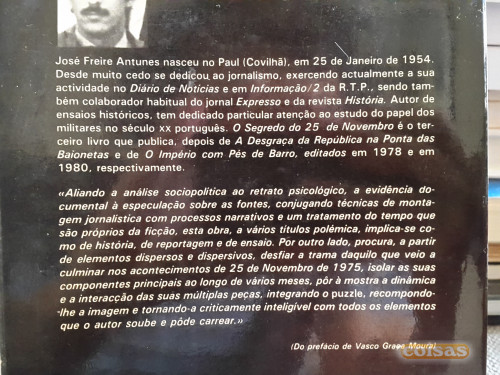 José Freire Antunes nasceu no Paul (Covilhã), em 25 de Janeiro de 1954.
Desde muito cedo se dedicou ao jornalismo, exercendo actualmente a sua
actividade no Diário de Notícias e em Informação/2 da R.T.P., sendo tam-
bém colaborador habitual do jornal Expresso e da revista História. Autor de
ensaios históricos, tem dedicado particular atenção ao estudo do papel dos
militares no século XX português. O Segredo do 25 de Novembro é o ter-
ceiro livro que publica, depois de A Desgraça da República na Ponta das
Baionetas e de O Império com Pés de Barro, editados em 1978 e em
1980, respectivamente.
«Aliando a análise sociopolítica ao retrato psicológico, a evidência do-
cumental à especulação sobre as fontes, conjugando técnicas de monta-
gem jornalística com processos narrativos e um tratamento do tempo que
são próprios da ficção, esta obra, a vários títulos polémica, implica-se co-
mo de história, de reportagem e de ensaio. Por outro lado, procura, a partir
de elementos dispersos e dispersivos, desfiar a trama daquilo que veio a
culminar nos acontecimentos de 25 de Novembro de 1975, isolar as suas
componentes principais ao longo de vários meses, pôr à mostra a dinâmica
e a interacção das suas múltiplas peças, integrando o puzzle, recompondo-
-lhe a imagem e tornando-a criticamente inteligível com todos os elementos
que o autor soube e pôde carrear.»
(Do prefácio de Vasco Graça Moura)
coisas